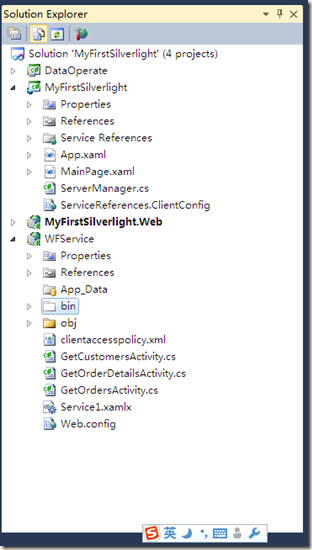 Solution Explorer
Solution 'MyFirstSilverlight' (4 projects)
DataOperate
MyFirstSilverlight
Properties
References
Service References
App.xaml
MainPage.xaml
ServerManager.cs
ServiceReferences.ClientConfig
MyFirstSilverlight.Web
WFService
Properties
References
App_Data
bin
obj
clientaccesspolicy.xml
GetCustomersActivity.cs
GetOrderDetailsActivity.cs
GetOrdersActivity.cs
Service1.xamlx
Web.config
英